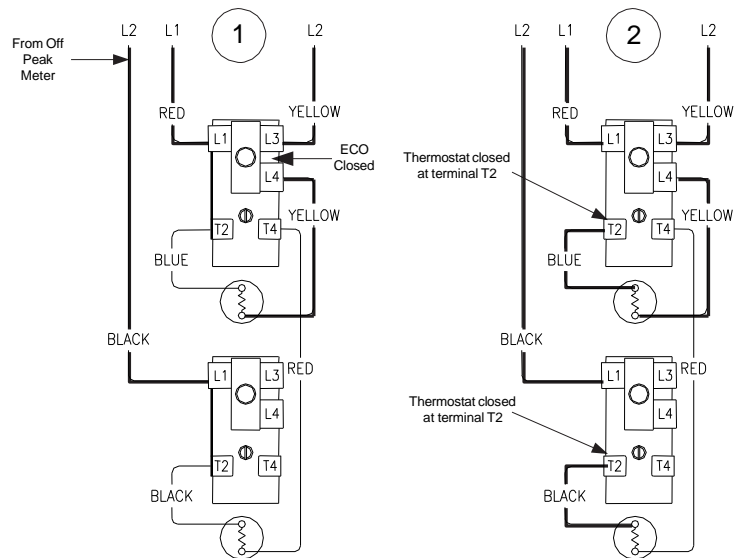 L2 L1 1 L2
From Off
Peak
Meter
RED
YELLOW
L1 L3
ECO
Closed
L4
YELLOW
T2 T4
BLUE
BLACK
RED
L1 L3
L4
T2 T4
BLACK
L2 L1 2 L2
RED
YELLOW
L1 L3
Thermostat closed
at terminal T2
L4
YELLOW
T2 T4
BLUE
BLACK
RED
L1 L3
Thermostat closed
at terminal T2
L4
T2 T4
BLACK